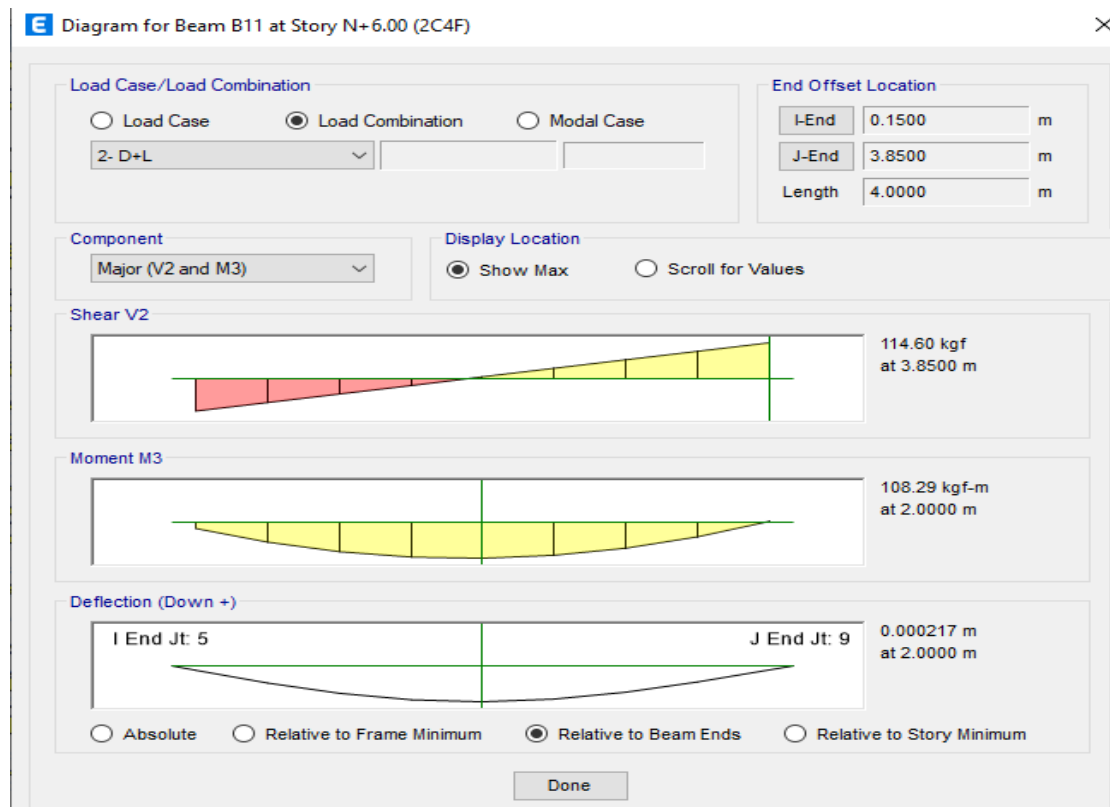 E Diagram for Beam B11 at Story N+6.00 (2C4F)
Load Case/Load Combination
Load Case Load Combination Modal Case
2- D+L
End Offset Location
I-End 0.1500 m
J-End 3.8500 m
Length 4.0000 m
Component
Major (V2 and M3)
Display Location
Show Max Scroll for Values
Shear V2
114.60 kgf
at 3.8500 m
Moment M3
108.29 kgf-m
at 2.0000 m
Deflection (Down +)
I End Jt: 5 J End Jt: 9
0.000217 m
at 2.0000 m
Absolute Relative to Frame Minimum Relative to Beam Ends Relative to Story Minimum
Done